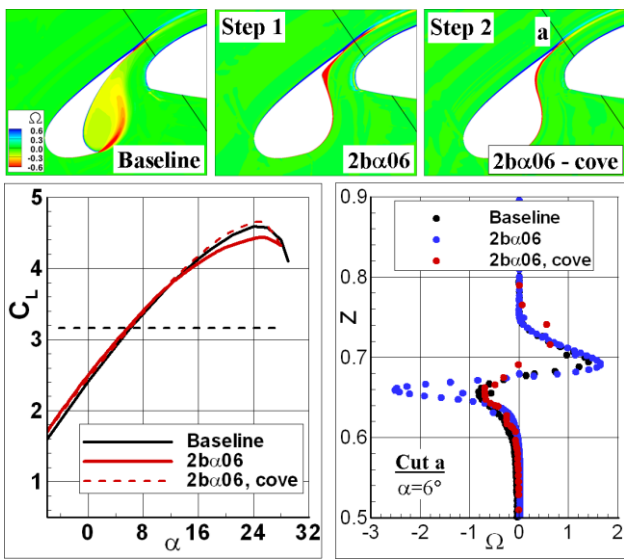 Step 1
Step 2
a
Ω
0.6
0.3
0.0
-0.3
-0.6
Baseline
2bα06
2bα06 - cove
5
4
3
2
1
C_L
0
8
16
24
32
α
Baseline
2bα06
2bα06, cove
0.9
0.8
0.7
0.6
0.5
Z
Baseline
2bα06
2bα06, cove
Cut a
α=6°
-3
-2
-1
0
1
2
Ω